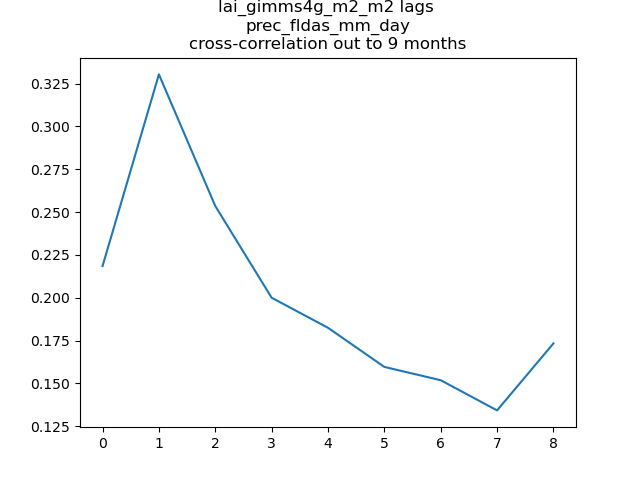 lai_gimms4g_m2_m2 lags
prec_fldas_mm_day
cross-correlation out to 9 months
0.325
0.300
0.275
0.250
0.225
0.200
0.175
0.150
0.125
0 1 2 3 4 5 6 7 8